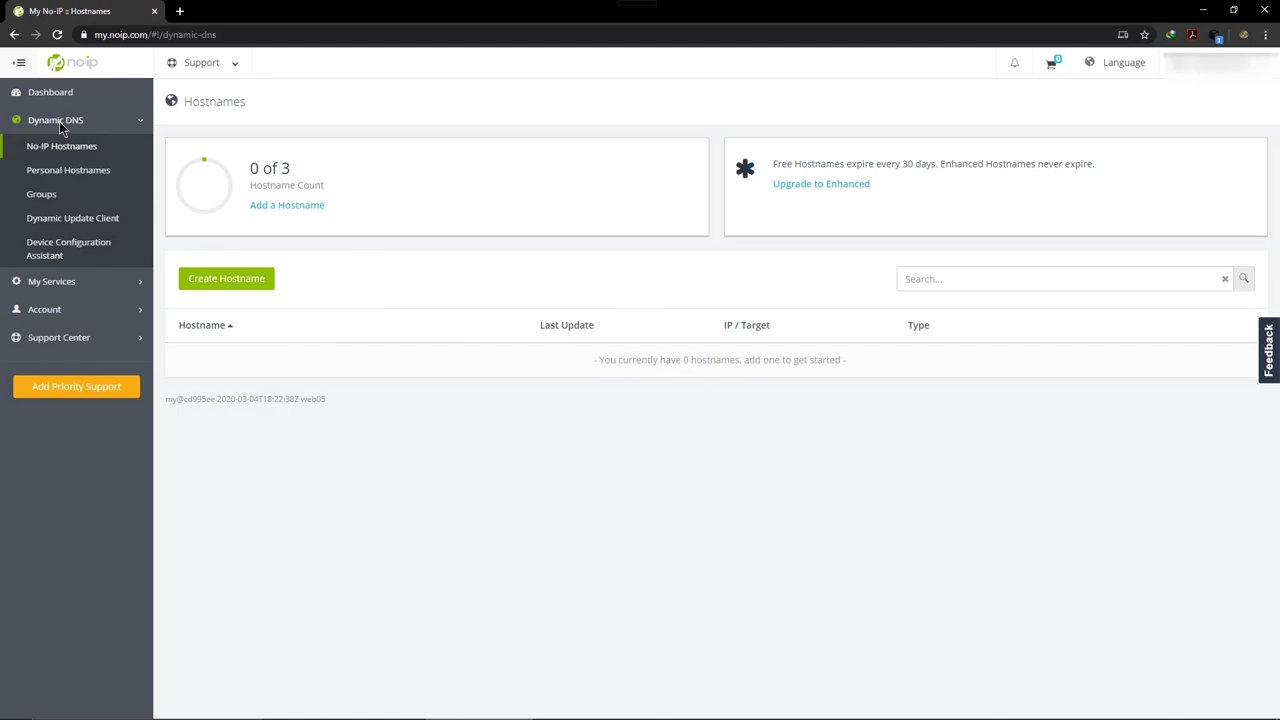 My No-IP :: Hostnames
my.noip.com/#!/dynamic-dns
no-ip
Support
0
Language
Dashboard
Dynamic DNS
No-IP Hostnames
Personal Hostnames
Groups
Dynamic Update Client
Device Configuration
Assistant
My Services
Account
Support Center
Add Priority Support
Hostnames
0 of 3
Hostname Count
Add a Hostname
Free Hostnames expire every 30 days. Enhanced Hostnames never expire.
Upgrade to Enhanced
Create Hostname
Search...
Hostname
Last Update
IP / Target
Type
- You currently have 0 hostnames, add one to get started -
my@cd995ee 2020-03-04T18:22:38Z web05
Feedback
1